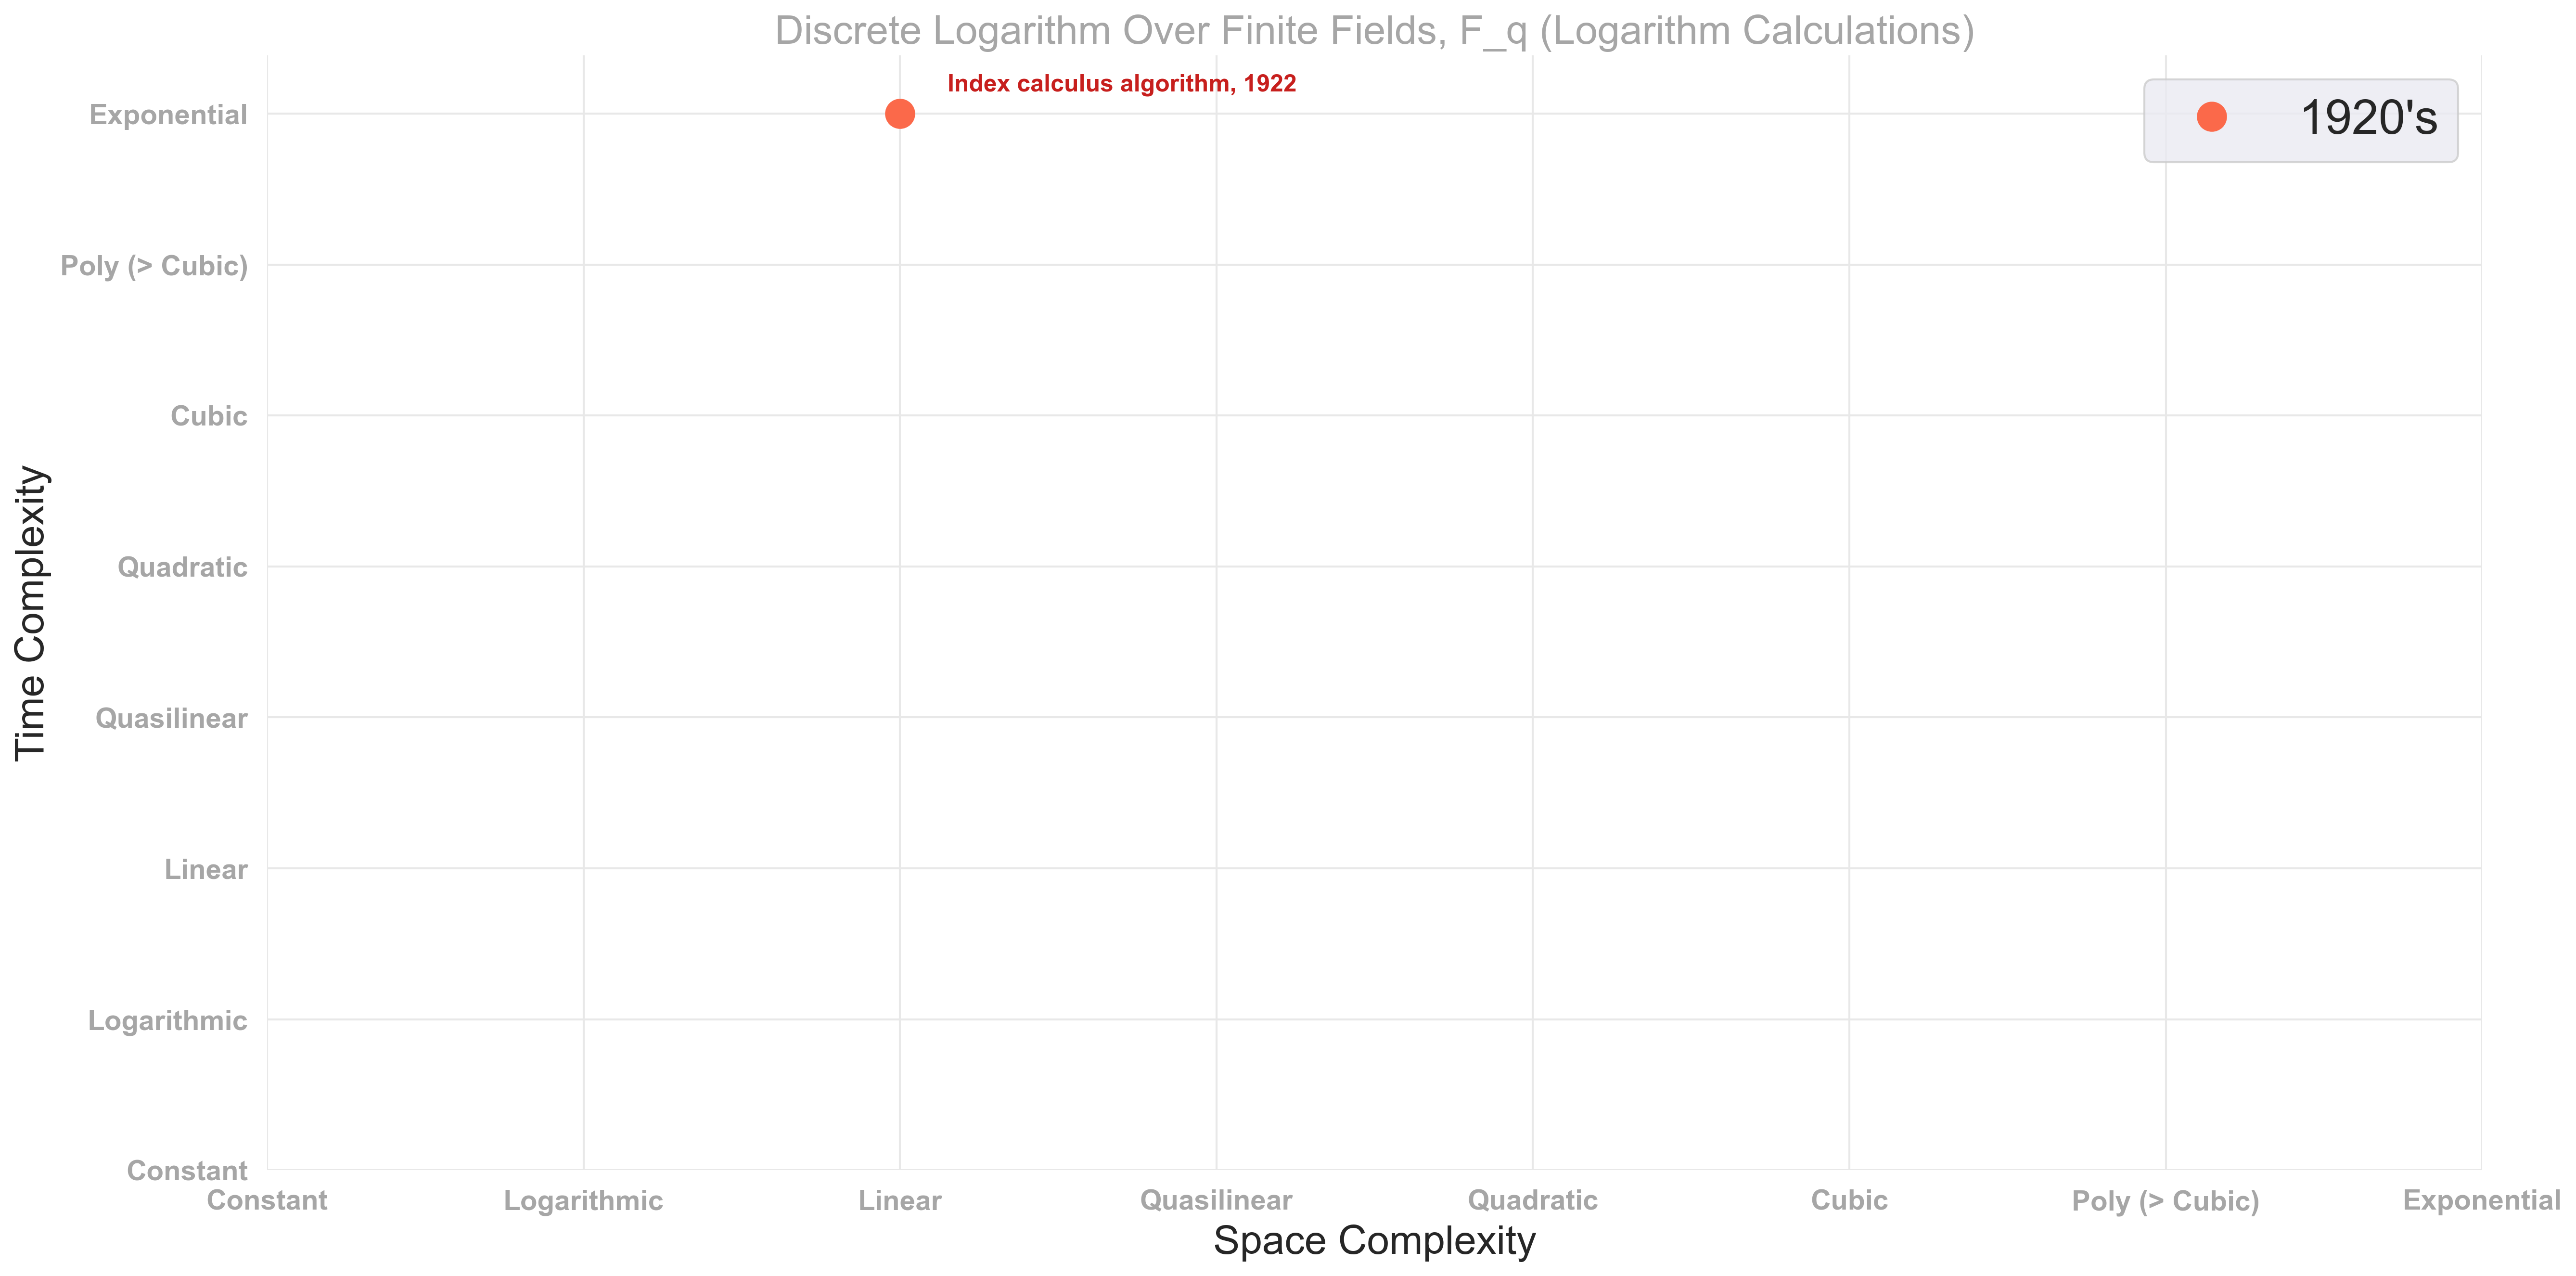 Discrete Logarithm Over Finite Fields, F_q (Logarithm Calculations)
Index calculus algorithm, 1922
1920's
Time Complexity
Exponential
Poly (> Cubic)
Cubic
Quadratic
Quasilinear
Linear
Logarithmic
Constant
Constant
Logarithmic
Linear
Quasilinear
Quadratic
Cubic
Poly (> Cubic)
Exponential
Space Complexity